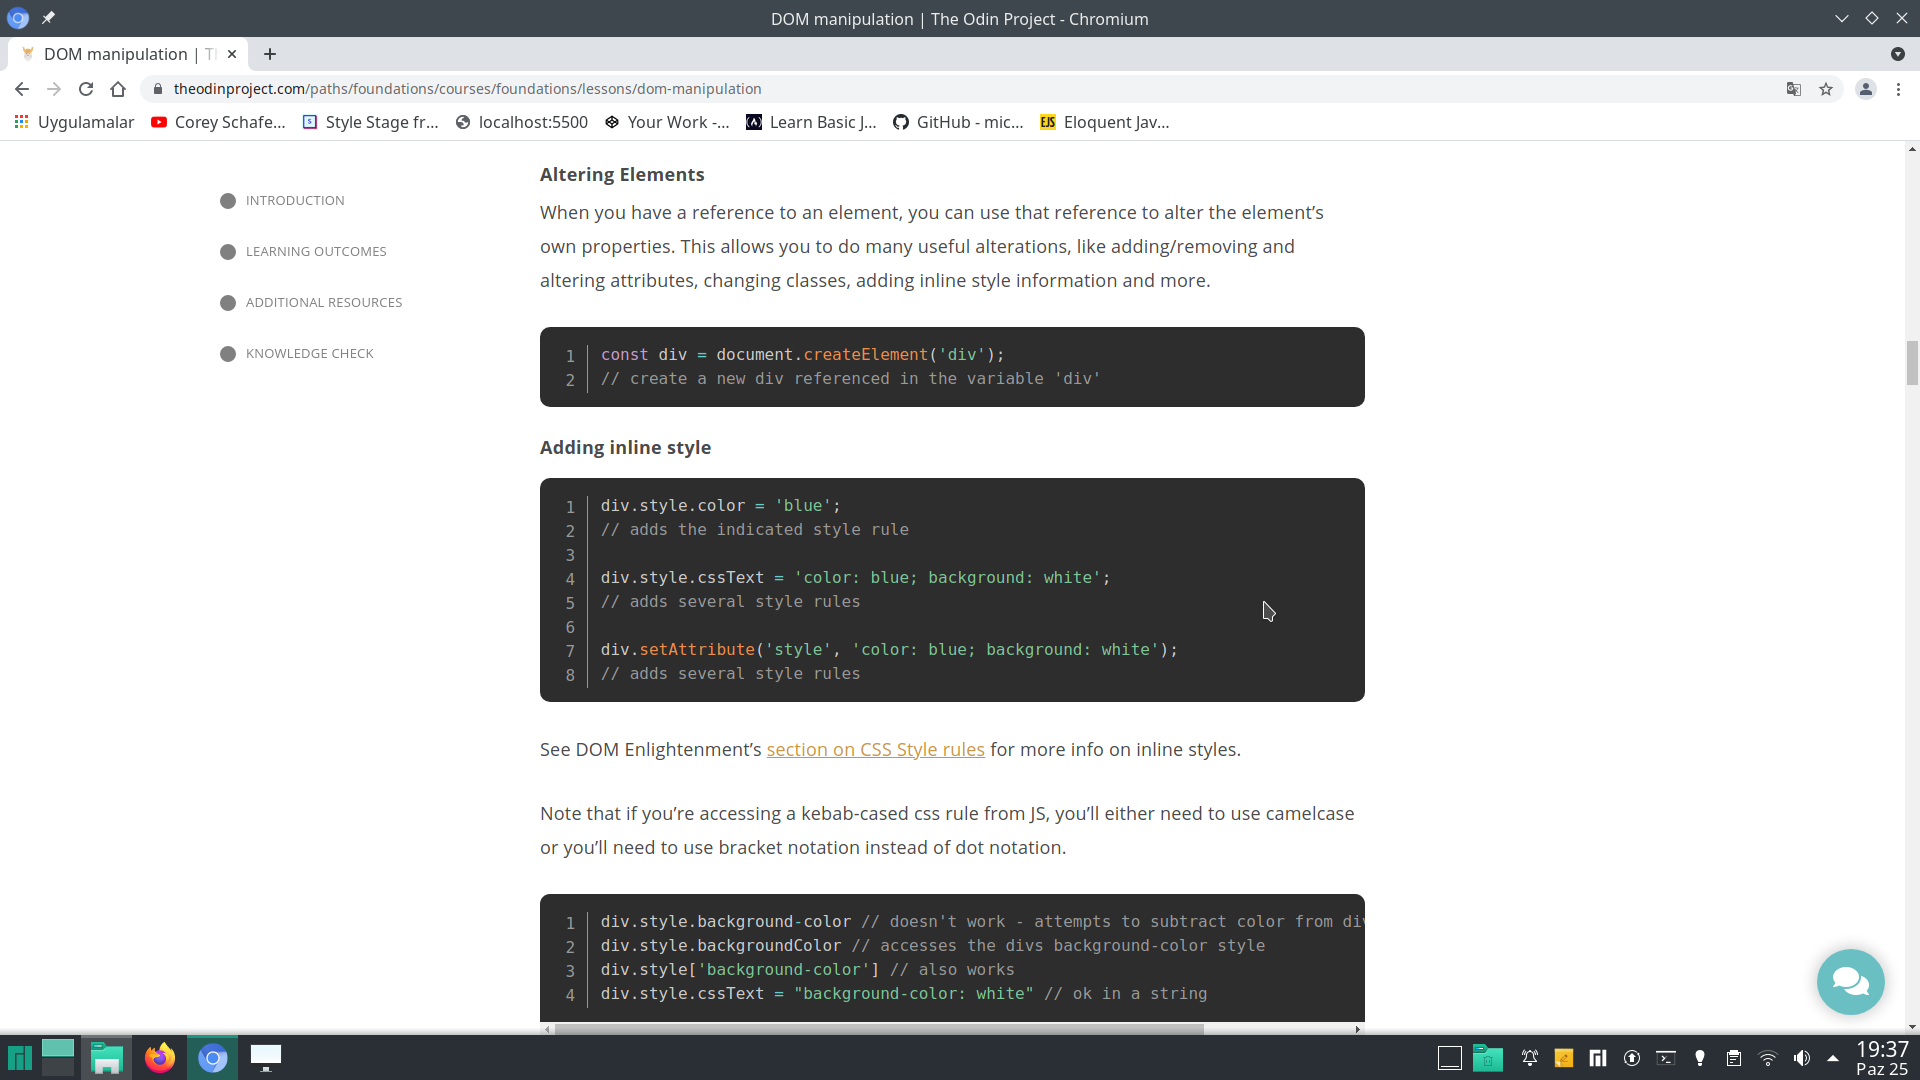 DOM manipulation | The Odin Project - Chromium
DOM manipulation | T
theodinproject.com/paths/foundations/courses/foundations/lessons/dom-manipulation
Uygulamalar Corey Schafe... Style Stage fr... localhost:5500 Your Work -... Learn Basic J... GitHub - mic... EJS Eloquent Jav...
INTRODUCTION
LEARNING OUTCOMES
ADDITIONAL RESOURCES
KNOWLEDGE CHECK
Altering Elements
When you have a reference to an element, you can use that reference to alter the element’s
own properties. This allows you to do many useful alterations, like adding/removing and
altering attributes, changing classes, adding inline style information and more.
1 const div = document.createElement('div');
2 // create a new div referenced in the variable 'div'
Adding inline style
1 div.style.color = 'blue';
2 // adds the indicated style rule
3
4 div.style.cssText = 'color: blue; background: white';
5 // adds several style rules
6
7 div.setAttribute('style', 'color: blue; background: white');
8 // adds several style rules
See DOM Enlightenment’s section on CSS Style rules for more info on inline styles.
Note that if you’re accessing a kebab-cased css rule from JS, you’ll either need to use camelcase
or you’ll need to use bracket notation instead of dot notation.
1 div.style.background-color // doesn't work - attempts to subtract color from div
2 div.style.backgroundColor // accesses the divs background-color style
3 div.style['background-color'] // also works
4 div.style.cssText = "background-color: white" // ok in a string
19:37
Paz 25